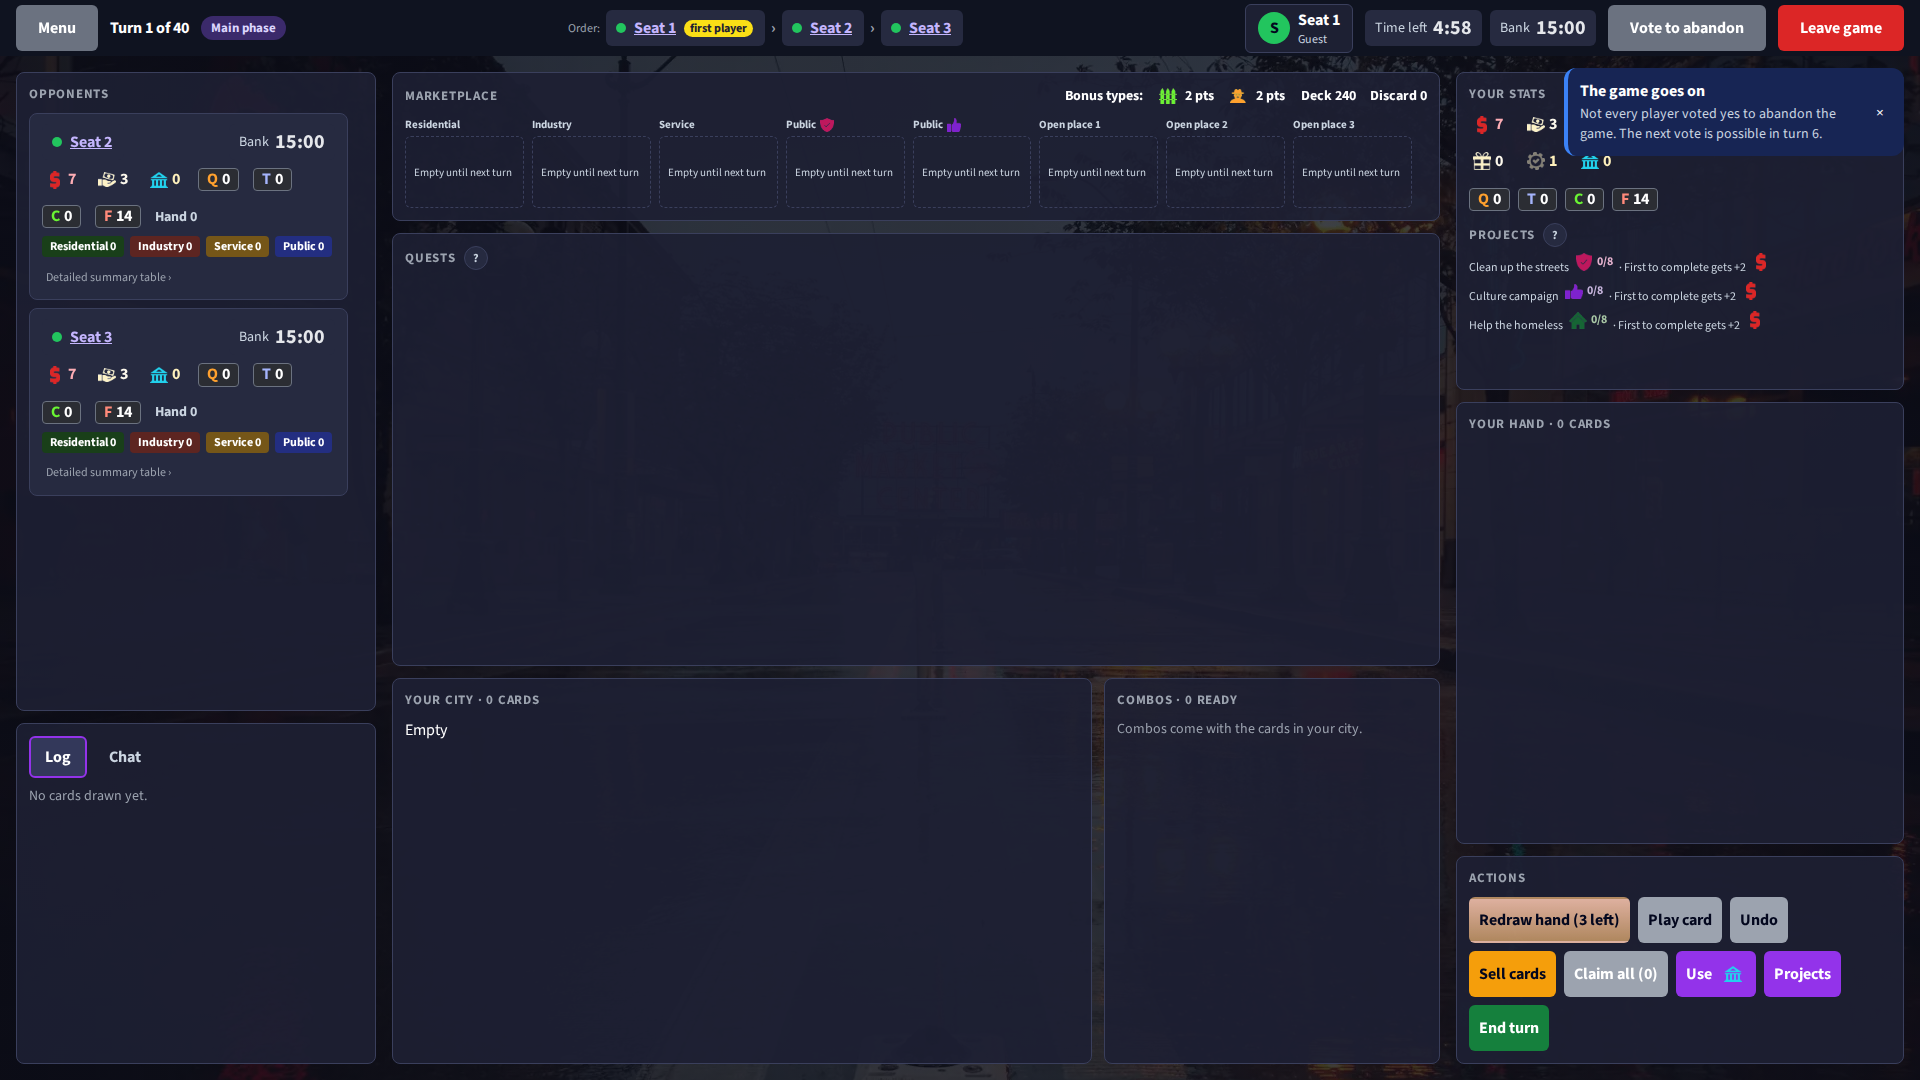 Menu
Turn 1 of 40
Main phase
Order:
Seat 1 first player
›
Seat 2
›
Seat 3
S
Seat 1
Guest
Time left 4:58
Bank 15:00
Vote to abandon
Leave game
OPPONENTS
Seat 2
Bank 15:00
7 3 0 Q 0 T 0
C 0 F 14 Hand 0
Residential 0 Industry 0 Service 0 Public 0
Detailed summary table ›
Seat 3
Bank 15:00
7 3 0 Q 0 T 0
C 0 F 14 Hand 0
Residential 0 Industry 0 Service 0 Public 0
Detailed summary table ›
Log
Chat
No cards drawn yet.
MARKETPLACE
Bonus types: 2 pts 2 pts Deck 240 Discard 0
Residential Industry Service Public Public Open place 1 Open place 2 Open place 3
Empty until next turn Empty until next turn Empty until next turn Empty until next turn Empty until next turn Empty until next turn Empty until next turn Empty until next turn
QUESTS ?
YOUR CITY · 0 CARDS
Empty
COMBOS · 0 READY
Combos come with the cards in your city.
YOUR STATS
The game goes on
Not every player voted yes to abandon the
game. The next vote is possible in turn 6.
×
7 3
0 1 0
Q 0 T 0 C 0 F 14
PROJECTS ?
Clean up the streets 0/8 · First to complete gets +2
Culture campaign 0/8 · First to complete gets +2
Help the homeless 0/8 · First to complete gets +2
YOUR HAND · 0 CARDS
ACTIONS
Redraw hand (3 left) Play card Undo
Sell cards Claim all (0) Use Projects
End turn